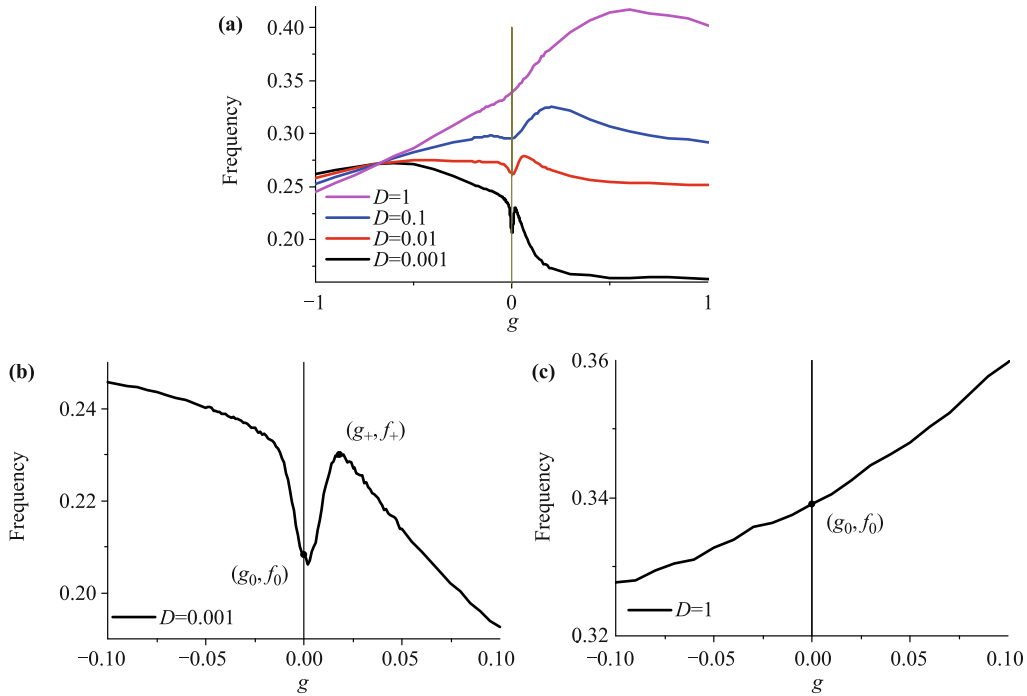 (a)
Frequency
0.40
0.35
0.30
0.25
0.20
D=1
D=0.1
D=0.01
D=0.001
−1 0 1
g
(b)
Frequency
0.24
0.22
0.20
(g₊, f₊)
(g₀, f₀)
D=0.001
−0.10 −0.05 0.00 0.05 0.10
g
(c)
Frequency
0.36
0.34
0.32
(g₀, f₀)
D=1
−0.10 −0.05 0.00 0.05 0.10
g